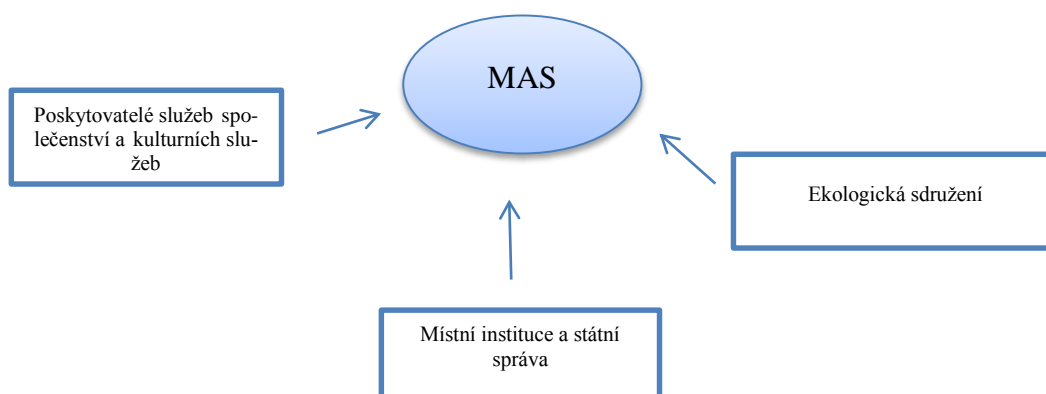 MAS
Poskytovatelé služeb spo-
lečenství a kulturních slu-
žeb
Ekologická sdružení
Místní instituce a státní
správa